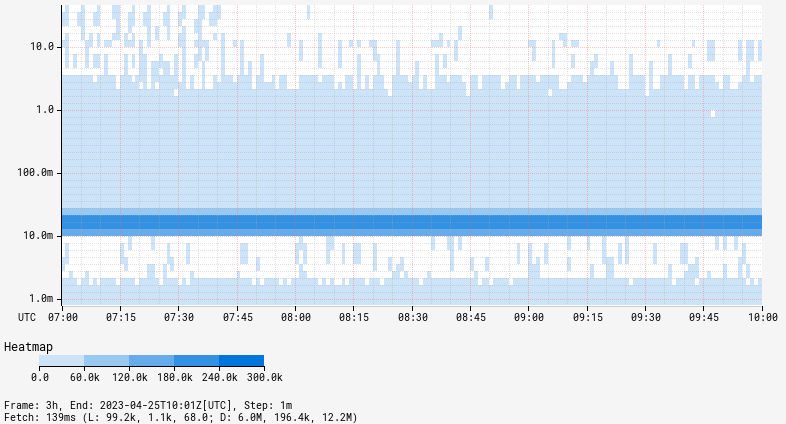 10.0
1.0
100.0m
10.0m
1.0m
UTC 07:00 07:15 07:30 07:45 08:00 08:15 08:30 08:45 09:00 09:15 09:30 09:45 10:00
Heatmap
0.0 60.0k 120.0k 180.0k 240.0k 300.0k
Frame: 3h, End: 2023-04-25T10:01Z[UTC], Step: 1m
Fetch: 139ms (L: 99.2k, 1.1k, 68.0; D: 6.0M, 196.4k, 12.2M)